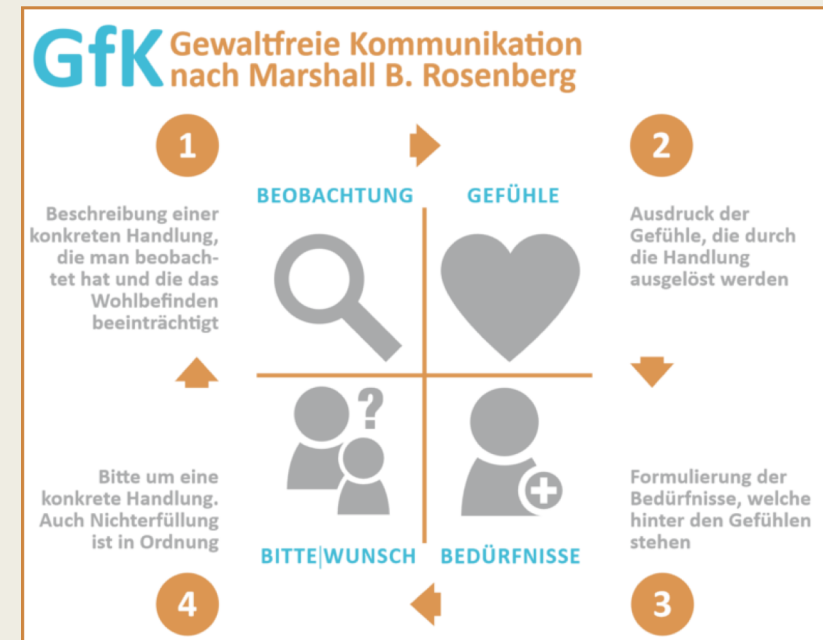 GfK Gewaltfreie Kommunikation
nach Marshall B. Rosenberg
1
BEOBACHTUNG
Beschreibung einer
konkreten Handlung,
die man beobach-
tet hat und die das
Wohlbefinden
beeinträchtigt
2
GEFÜHLE
Ausdruck der
Gefühle, die durch
die Handlung
ausgelöst werden
?
3
BEDÜRFNISSE
Formulierung der
Bedürfnisse, welche
hinter den Gefühlen
stehen
4
BITTE|WUNSCH
Bitte um eine
konkrete Handlung.
Auch Nichterfüllung
ist in Ordnung